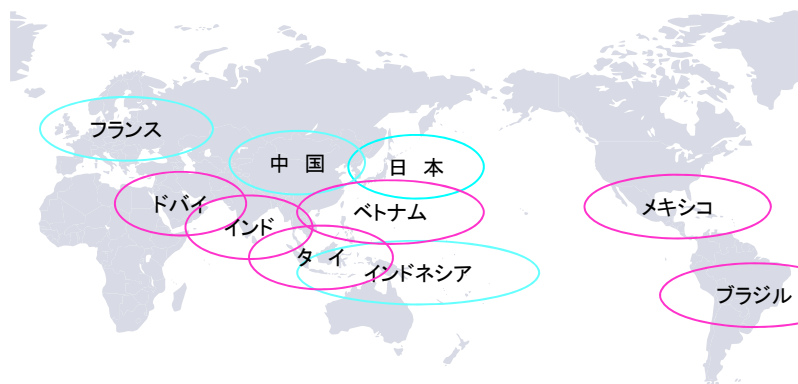 フランス
中　国
日　本
ドバイ
インド
ベトナム
メキシコ
タ　イ
インドネシア
ブラジル